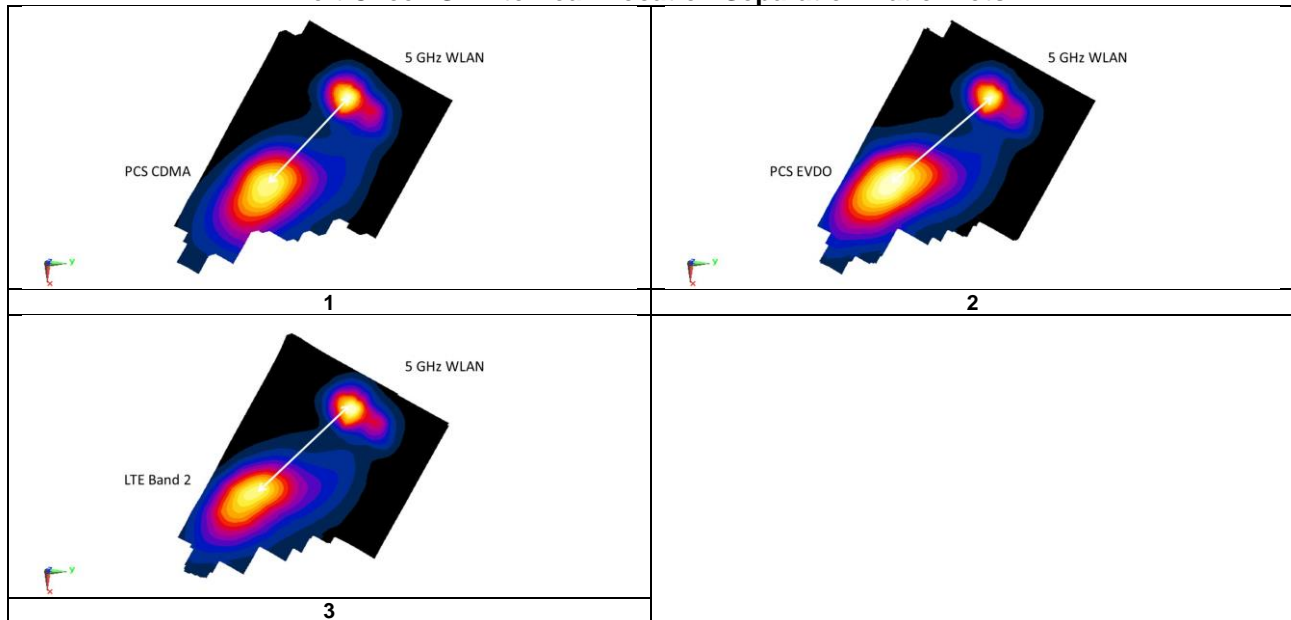 5 GHz WLAN
PCS CDMA
z y
x
1
5 GHz WLAN
PCS EVDO
z y
x
2
5 GHz WLAN
LTE Band 2
z y
x
3